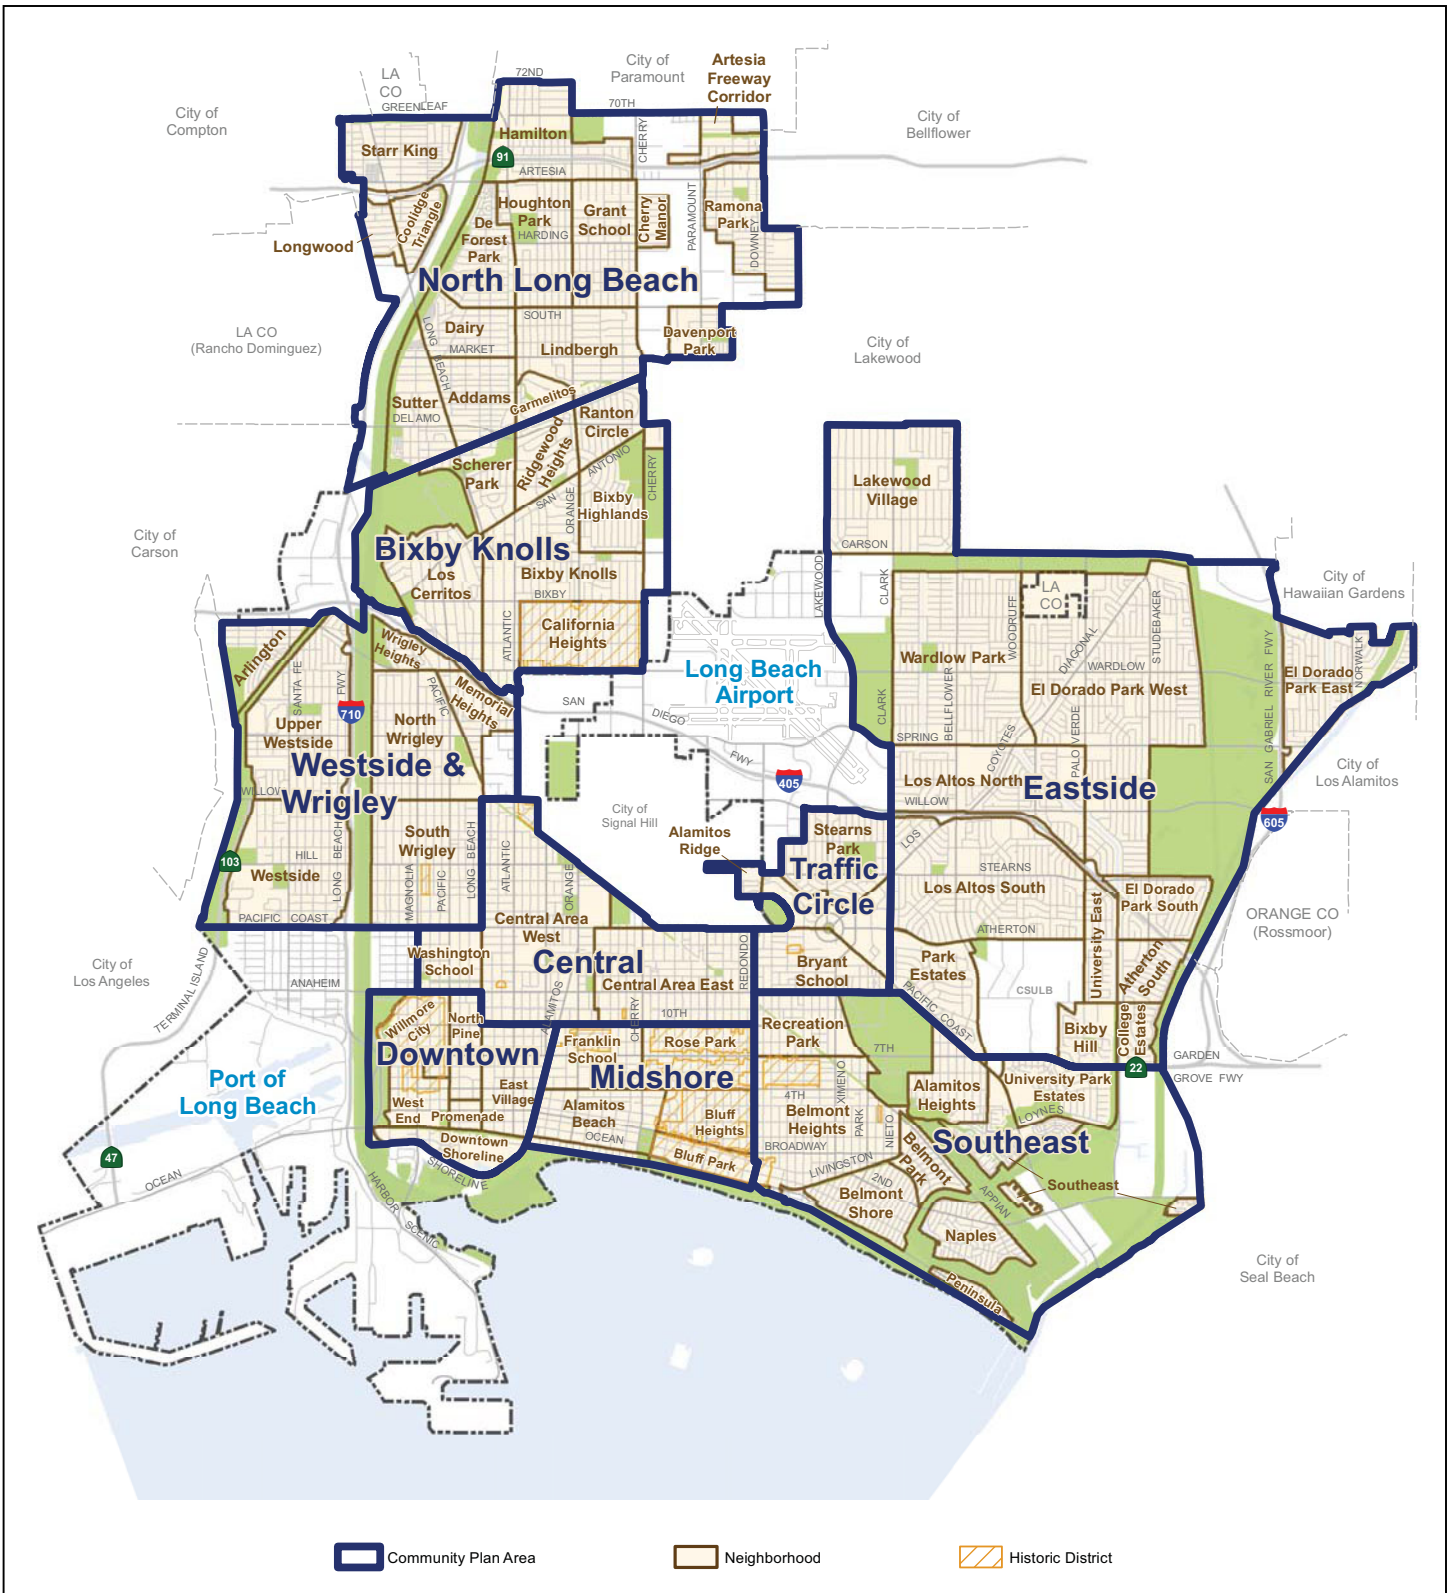 72ND
City of
Paramount
Artesia
Freeway
Corridor
LA
CO
GREENLEAF
70TH
City of
Compton
City of
Bellflower
Hamilton
CHERRY
Starr King
91
ARTESIA
Houghton
Park
Grant
School
Cherry
Manor
PARAMOUNT
Ramona
Park
Coolidge
Triangle
De
Forest
Park
HARDING
DOWNEY
Longwood
North Long Beach
LA CO
(Rancho Dominguez)
LONG BEACH
SOUTH
Dairy
MARKET
Lindbergh
Davenport
Park
City of
Lakewood
Sutter
Addams
Carmelitos
DEL AMO
Ranton
Circle
Ridgewood
Heights
Scherer
Park
SAN ANTONIO
CHERRY
Lakewood
Village
ORANGE
Bixby
Highlands
City of
Carson
CARSON
Bixby Knolls
Los
Cerritos
Bixby Knolls
BIXBY
LAKEWOOD
CLARK
LA
CO
City of
Hawaiian Gardens
ATLANTIC
California
Heights
WOODRUFF
STUDEBAKER
Arlington
Wrigley
Heights
DIAGONAL
Wardlow Park
WARDLOW
SAN GABRIEL RIVER FWY
NORWALK
SANTA FE
FWY
PACIFIC
Memorial
Heights
Long Beach
Airport
El Dorado
Park East
El Dorado Park West
SAN DIEGO FWY
CLARK
BELLFLOWER
710
Upper
Westside
North
Wrigley
SPRING
COYOTES
PALO VERDE
Westside &
Wrigley
405
Los Altos North
Eastside
City of
Los Alamitos
WILLOW
WILLOW
City of
Signal Hill
605
Alamitos
Ridge
Stearns
Park
LOS
South
Wrigley
LONG BEACH
LONG BEACH
HILL
103
Westside
Traffic
Circle
STEARNS
Los Altos South
El Dorado
Park South
MAGNOLIA
PACIFIC
ATLANTIC
ORANGE
PACIFIC COAST
Central Area
West
ORANGE CO
(Rossmoor)
ATHERTON
University East
Atherton
South
City of
Los Angeles
TERMINAL ISLAND
Washington
School
Central
REDONDO
Bryant
School
Park
Estates
ANAHEIM
Central Area East
PACIFIC COAST
CSULB
ALAMITOS
CHERRY
10TH
Willmore
City
North
Pine
Recreation
Park
Bixby
Hill
College
Estates
Franklin
School
Rose Park
7TH
Downtown
GARDEN
GROVE FWY
22
Port of
Long Beach
Midshore
XIMENO
Alamitos
Heights
University Park
Estates
East
Village
4TH
West
End
Promenade
Alamitos
Beach
Bluff
Heights
Belmont
Heights
PARK
NIETO
LOYNES
47
OCEAN
Downtown
Shoreline
OCEAN
BROADWAY
Southeast
Bluff Park
LIVINGSTON
Belmont
Park
SHORELINE
HARBOR SCENIC
2ND
Southeast
Belmont
Shore
APPIAN
Naples
City of
Seal Beach
Peninsula
Community Plan Area
Neighborhood
Historic District